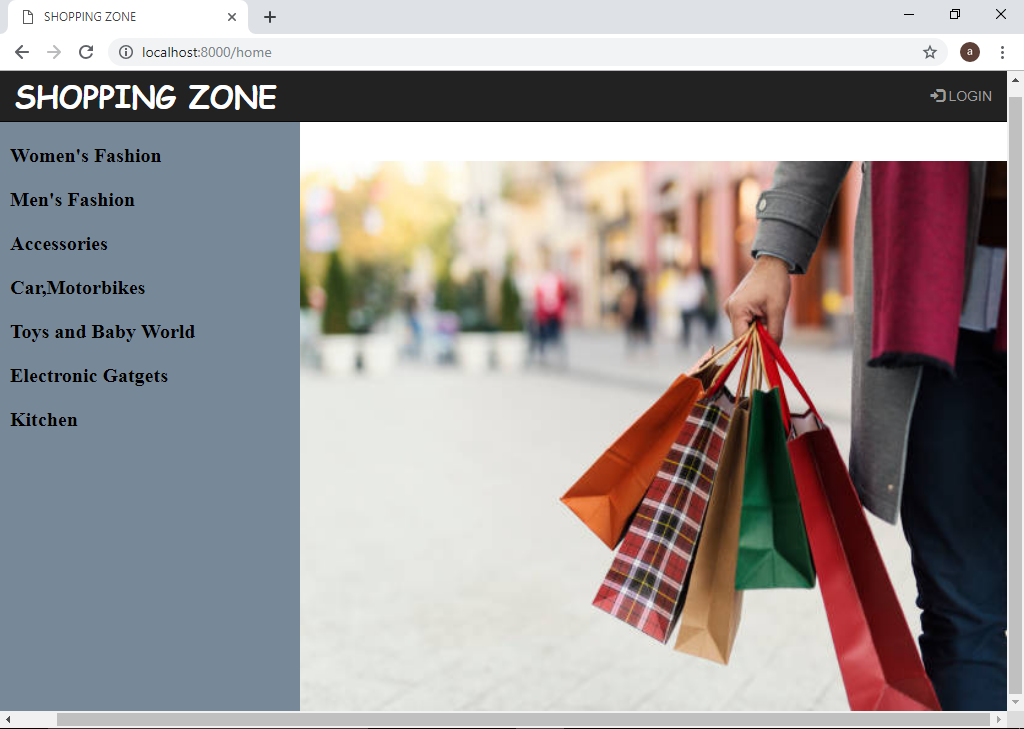 SHOPPING ZONE
localhost:8000/home
a
SHOPPING ZONE
LOGIN
Women's Fashion
Men's Fashion
Accessories
Car,Motorbikes
Toys and Baby World
Electronic Gatgets
Kitchen